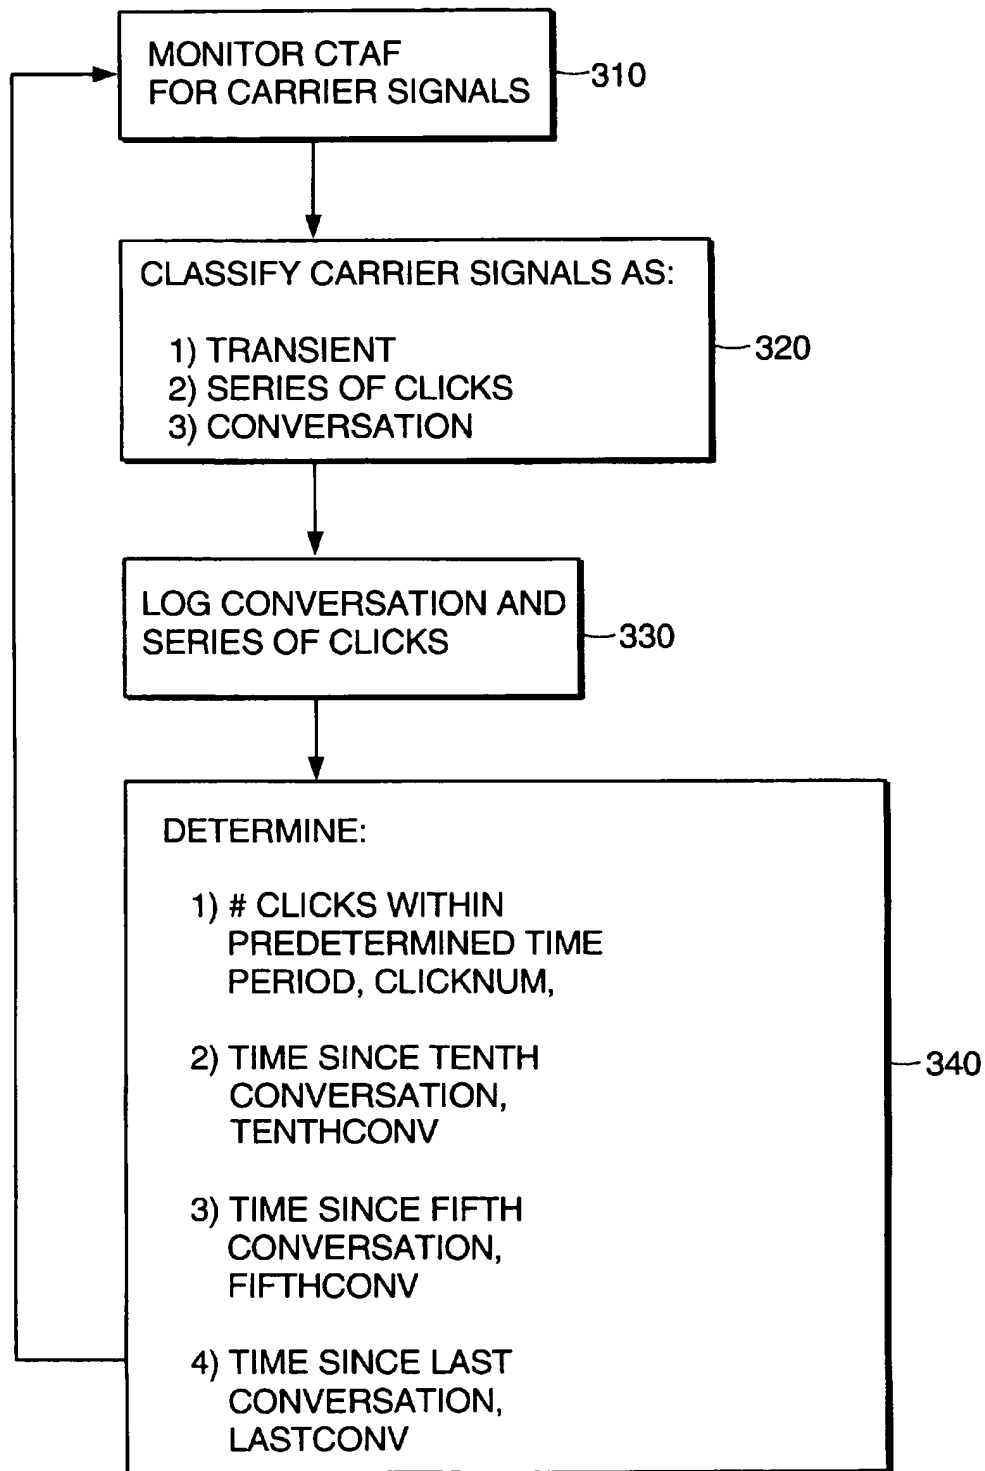 MONITOR CTAF
FOR CARRIER SIGNALS
310
CLASSIFY CARRIER SIGNALS AS:
1) TRANSIENT
2) SERIES OF CLICKS
3) CONVERSATION
320
LOG CONVERSATION AND
SERIES OF CLICKS
330
DETERMINE:
1) # CLICKS WITHIN
PREDETERMINED TIME
PERIOD, CLICKNUM,
2) TIME SINCE TENTH
CONVERSATION,
TENTHCONV
3) TIME SINCE FIFTH
CONVERSATION,
FIFTHCONV
4) TIME SINCE LAST
CONVERSATION,
LASTCONV
340